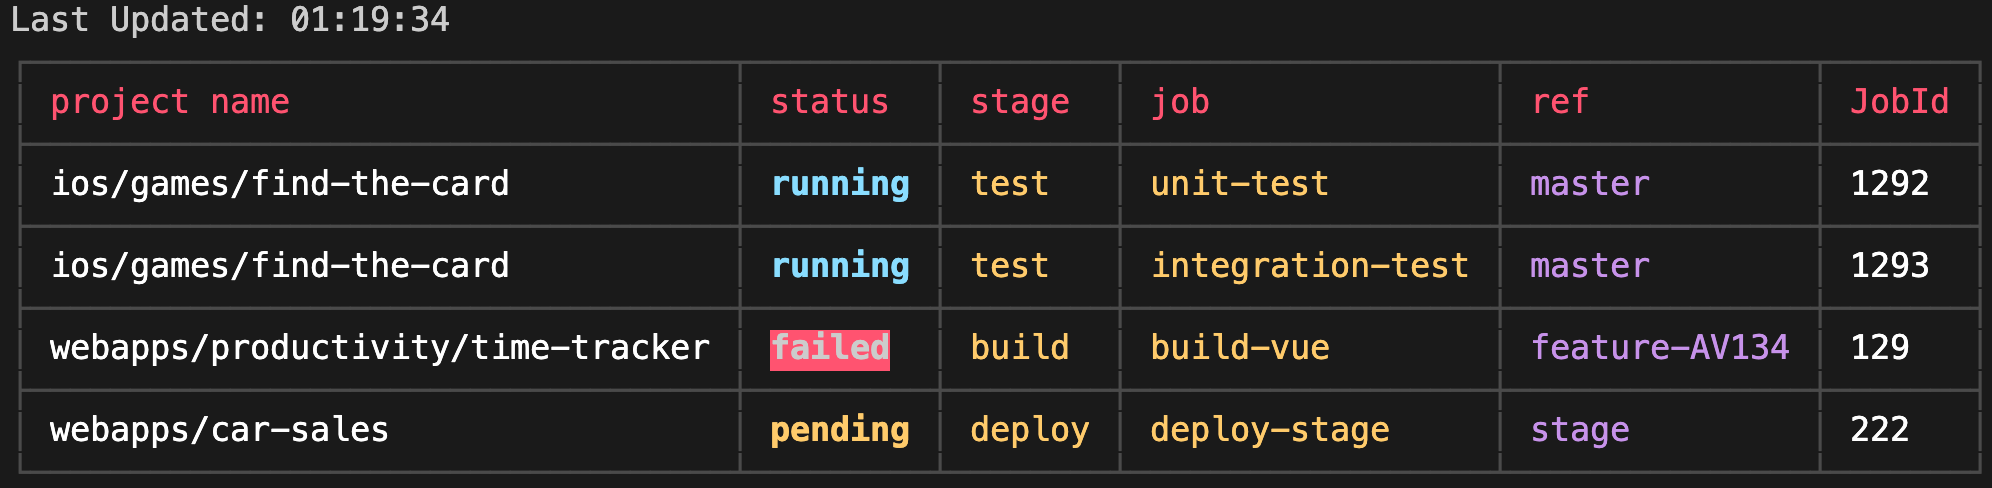 Last Updated: 01:19:34
project name status stage job ref JobId
ios/games/find-the-card running test unit-test master 1292
ios/games/find-the-card running test integration-test master 1293
webapps/productivity/time-tracker failed build build-vue feature-AV134 129
webapps/car-sales pending deploy deploy-stage stage 222